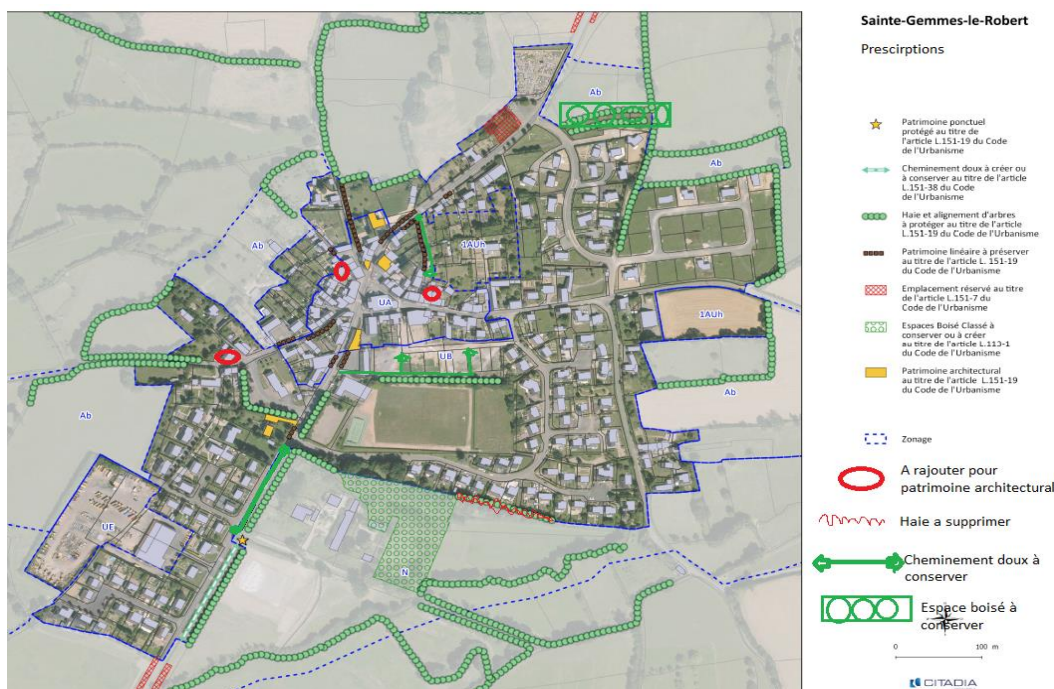 Sainte-Gemmes-le-Robert
Prescirptions
Patrimoine ponctuel
protégé au titre de
l'article L.151-19 du Code
de l'Urbanisme
Cheminement doux à créer ou
à conserver au titre de l'article
L.151-38 du Code
de l'Urbanisme
Haie et alignement d'arbres
à protéger au titre de l'article
L.151-19 du Code de l'Urbanisme
Patrimoine linéaire à préserver
au titre de l'article L. 151-19
du Code de l'Urbanisme
Emplacement réservé au titre
de l'article L.151-7 du
Code de l'Urbanisme
Espaces Boisé Classé à
conserver ou à créer
au titre de l'article L.113-1
du Code de l'Urbanisme
Patrimoine architectural
au titre de l'article L.151-19
du Code de l'Urbanisme
Zonage
A rajouter pour
patrimoine architectural
Haie a supprimer
Cheminement doux à
conserver
Espace boisé à
conserver
0 100 m
CITADIA
Ab
Ab
Ab
1AUh
UA
1AUh
UB
Ab
Ab
UE
N